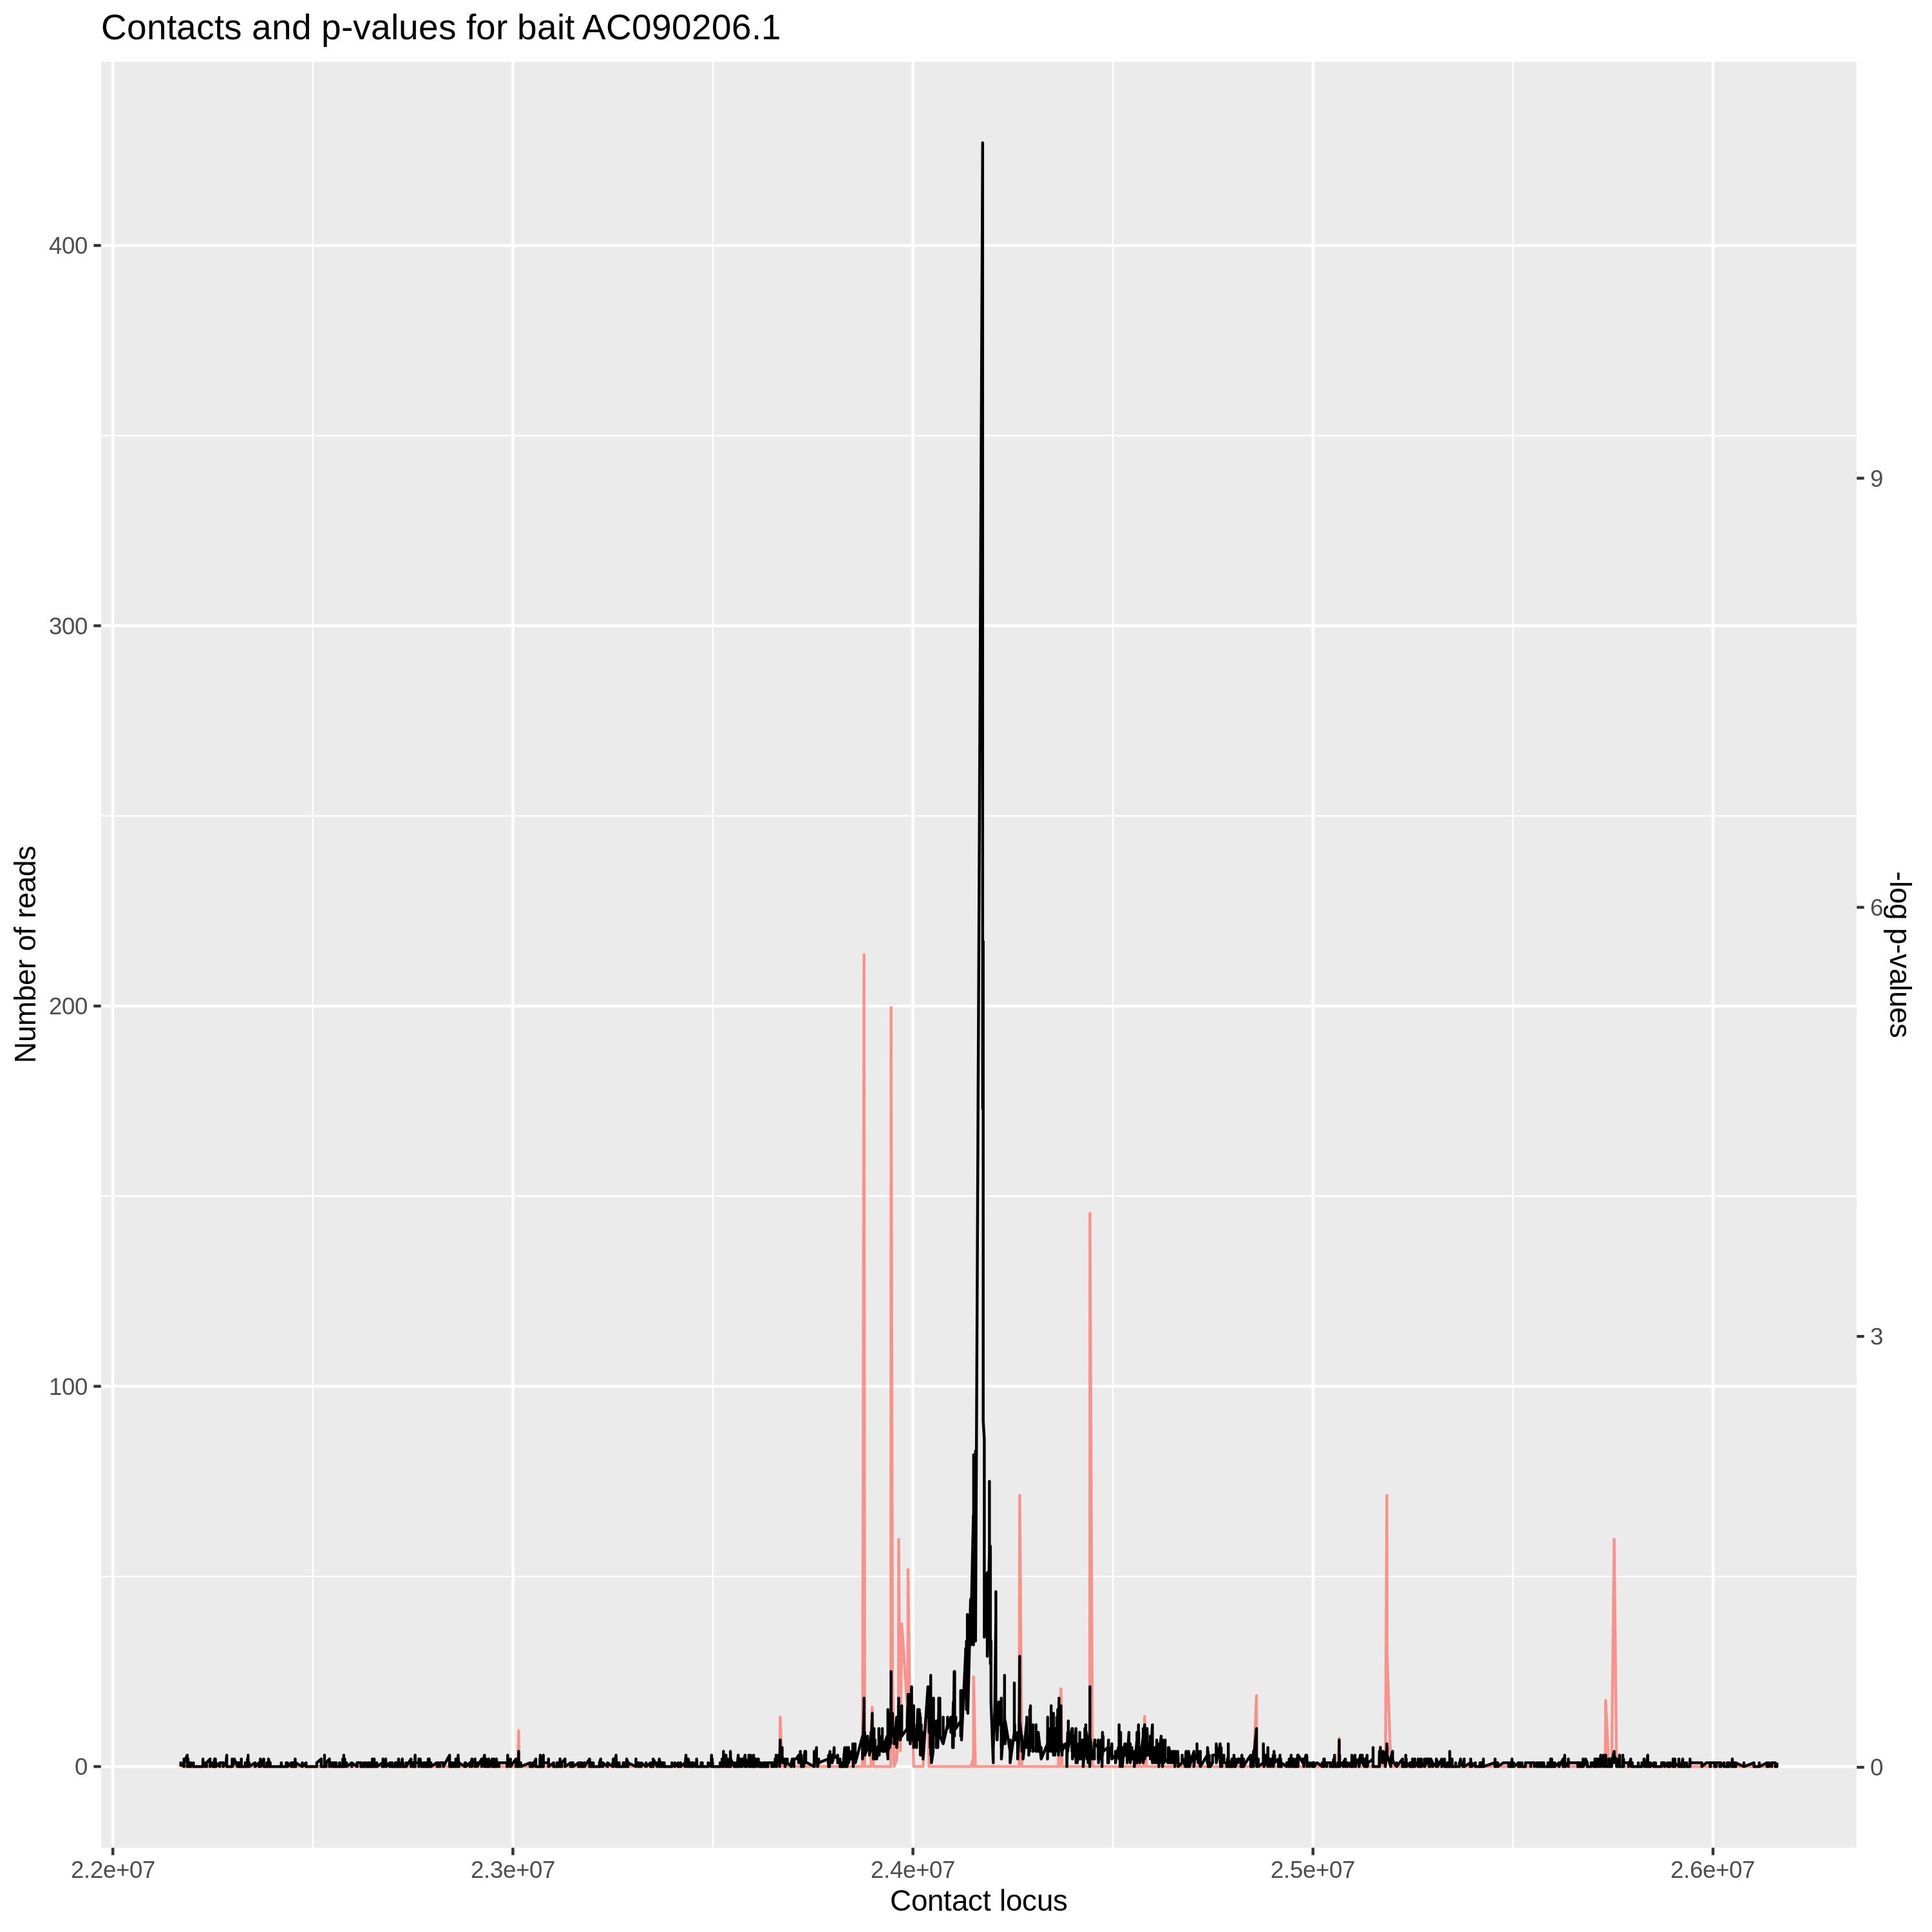 Contacts and p-values for bait AC090206.1
400
300
200
100
0
Number of reads
9
6
3
0
-log p-values
2.2e+07
2.3e+07
2.4e+07
2.5e+07
2.6e+07
Contact locus